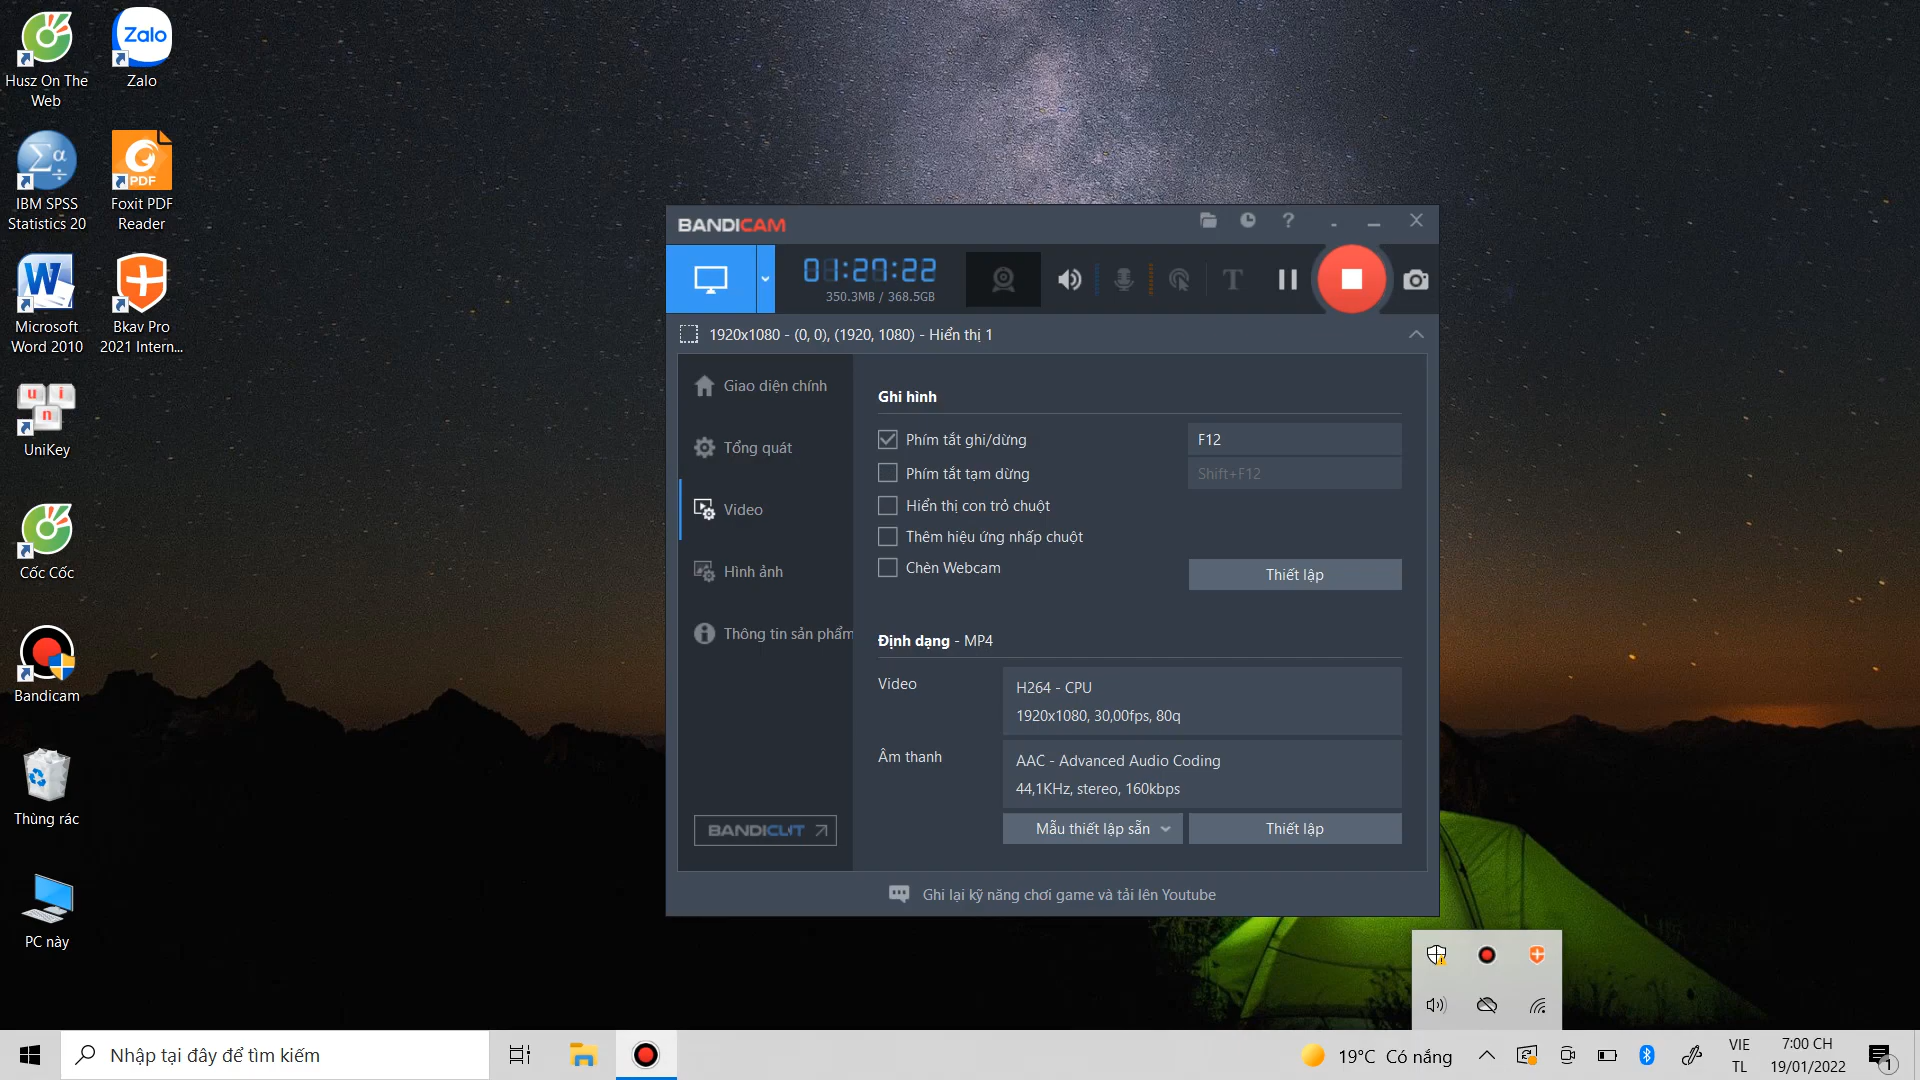 Husz On The
Web
Zalo
Zalo
IBM SPSS
Statistics 20
PDF
Foxit PDF
Reader
Microsoft
Word 2010
Bkav Pro
2021 Intern...
UniKey
Cốc Cốc
Bandicam
Thùng rác
PC này
BANDICAM
01:27:22
350.3MB / 368.5GB
1920x1080 - (0, 0), (1920, 1080) - Hiển thị 1
Giao diện chính
Tổng quát
Video
Hình ảnh
Thông tin sản phẩm
BANDICUT
Ghi hình
Phím tắt ghi/dừng
F12
Phím tắt tạm dừng
Shift+F12
Hiển thị con trỏ chuột
Thêm hiệu ứng nhấp chuột
Chèn Webcam
Thiết lập
Định dạng - MP4
Video
H264 - CPU
1920x1080, 30,00fps, 80q
Âm thanh
AAC - Advanced Audio Coding
44,1KHz, stereo, 160kbps
Mẫu thiết lập sẵn
Thiết lập
Ghi lại kỹ năng chơi game và tải lên Youtube
Nhập tại đây để tìm kiếm
19°C Có nắng
VIE
TL
7:00 CH
19/01/2022
1